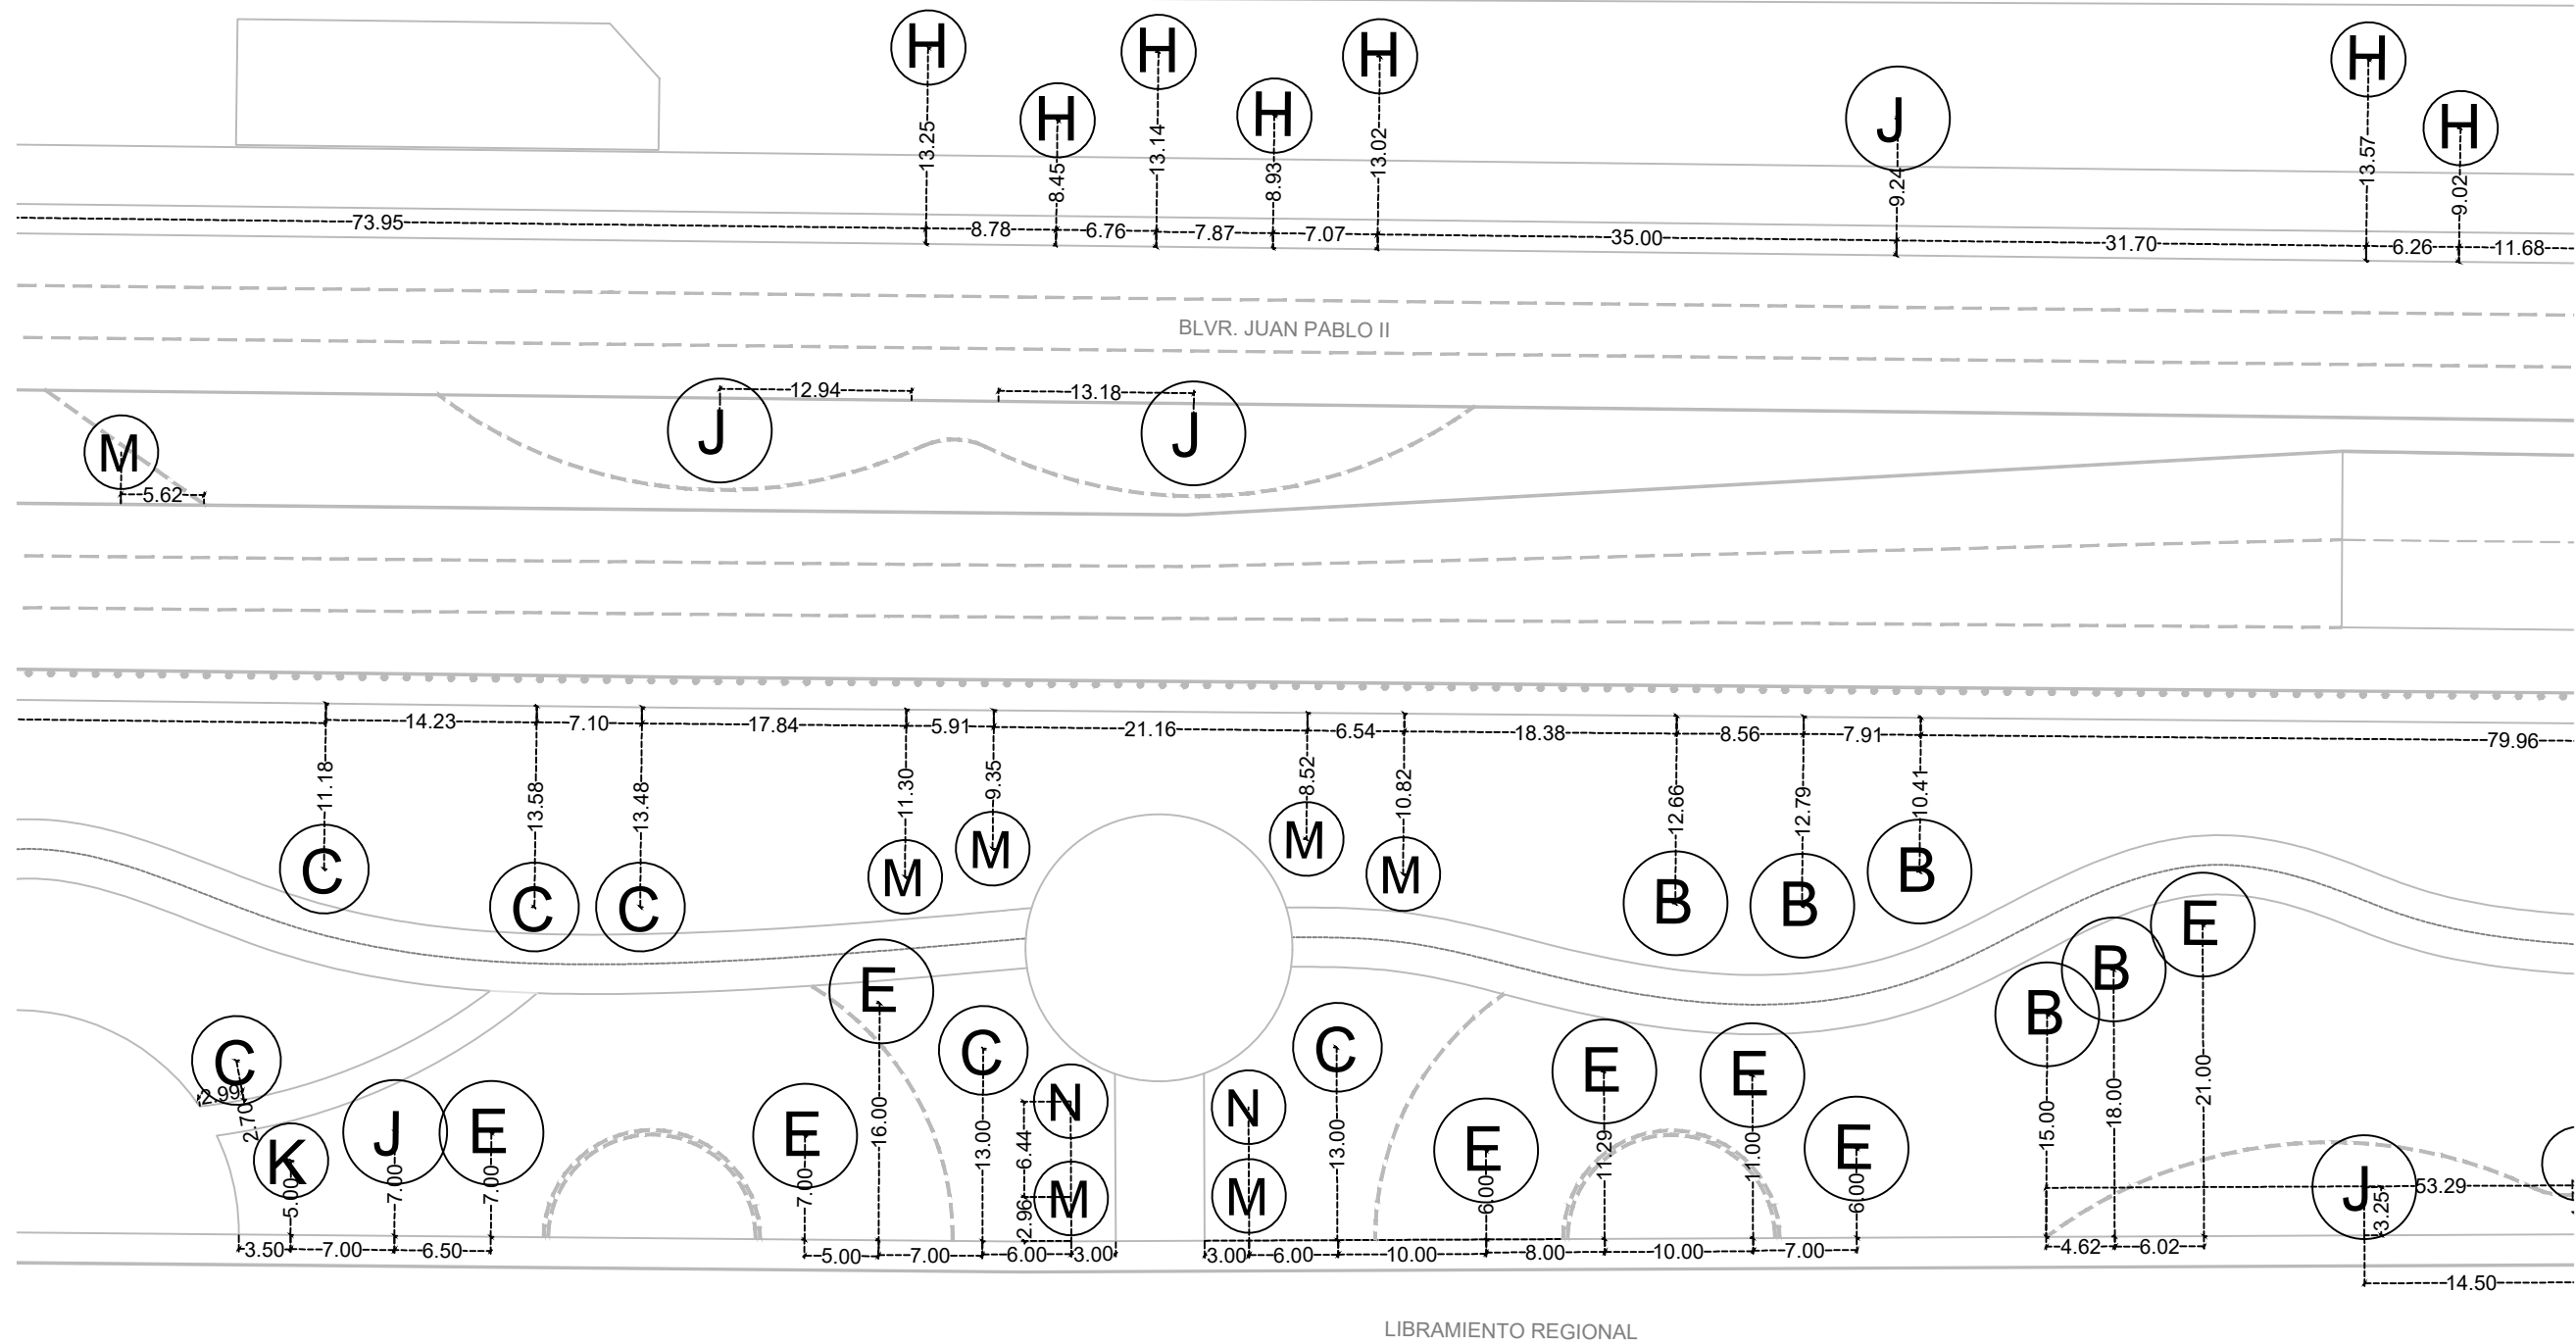 H H H H H J H H
13.25 8.45 13.14 8.93 13.02 9.24 13.57 9.02
73.95 8.78 6.76 7.87 7.07 35.00 31.70 6.26 11.68
BLVR. JUAN PABLO II
12.94 13.18
M J J
5.62
14.23 7.10 17.84 5.91 21.16 6.54 18.38 8.56 7.91 79.96
11.18 13.58 13.48 11.30 9.35 8.52 10.82 12.66 12.79 10.41
C C C M M M M B B B
E B B E
C C C E E
2.99 2.70
K J E E N N E E
16.00 13.00 6.44 13.00 11.29 11.00 15.00 18.00 21.00
M M J 53.29
5.00 7.00 7.00 7.00 2.96 6.00 6.00 3.25
3.50 7.00 6.50 5.00 7.00 6.00 3.00 3.00 6.00 10.00 8.00 10.00 7.00 4.62 6.02
14.50
LIBRAMIENTO REGIONAL